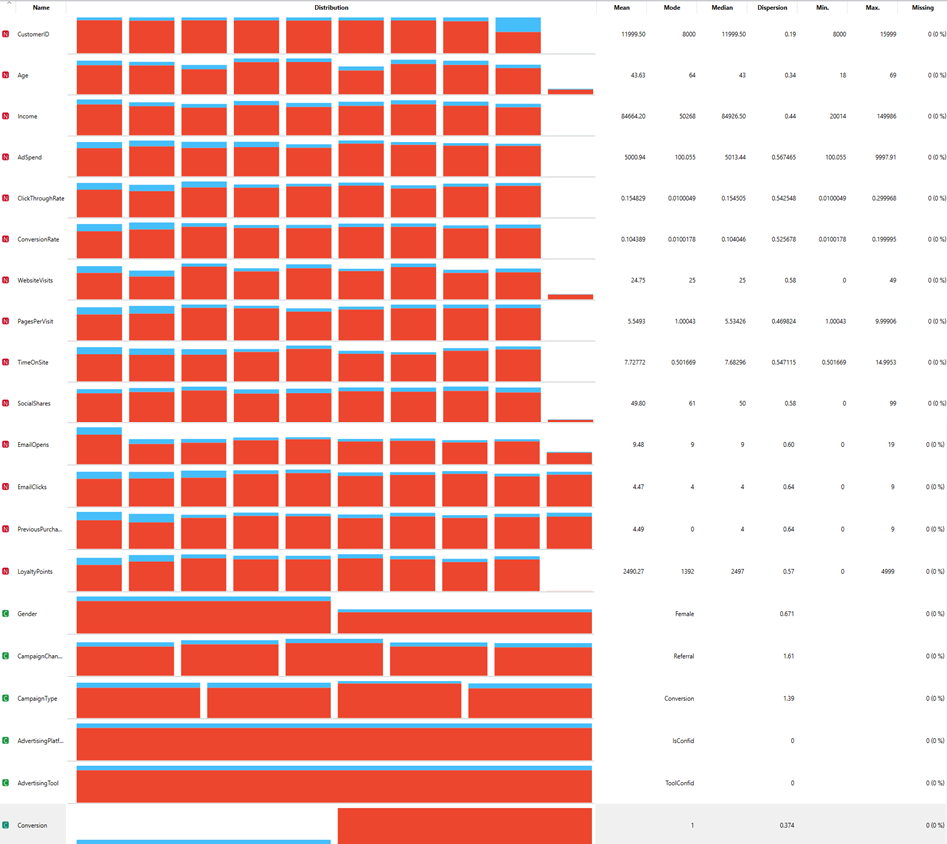 Name Distribution Mean Mode Median Dispersion Min. Max. Missing
N CustomerID 11999.50 8000 11999.50 0.19 8000 15999 0 (0 %)
N Age 43.63 64 43 0.34 18 69 0 (0 %)
N Income 84664.20 50268 84926.50 0.44 20014 149986 0 (0 %)
N AdSpend 5000.94 100.055 5013.44 0.567465 100.055 9997.91 0 (0 %)
N ClickThroughRate 0.154829 0.0100049 0.154505 0.542548 0.0100049 0.299968 0 (0 %)
N ConversionRate 0.104389 0.0100178 0.104046 0.525678 0.0100178 0.199995 0 (0 %)
N WebsiteVisits 24.75 25 25 0.58 0 49 0 (0 %)
N PagesPerVisit 5.5493 1.00043 5.53426 0.469824 1.00043 9.99906 0 (0 %)
N TimeOnSite 7.72772 0.501669 7.68296 0.547115 0.501669 14.9953 0 (0 %)
N SocialShares 49.80 61 50 0.58 0 99 0 (0 %)
N EmailOpens 9.48 9 9 0.60 0 19 0 (0 %)
N EmailClicks 4.47 4 4 0.64 0 9 0 (0 %)
N PreviousPurcha... 4.49 0 4 0.64 0 9 0 (0 %)
N LoyaltyPoints 2490.27 1392 2497 0.57 0 4999 0 (0 %)
C Gender Female 0.671 0 (0 %)
C CampaignChan... Referral 1.61 0 (0 %)
C CampaignType Conversion 1.39 0 (0 %)
C AdvertisingPlatf... IsConfid 0 0 (0 %)
C AdvertisingTool ToolConfid 0 0 (0 %)
C Conversion 1 0.374 0 (0 %)